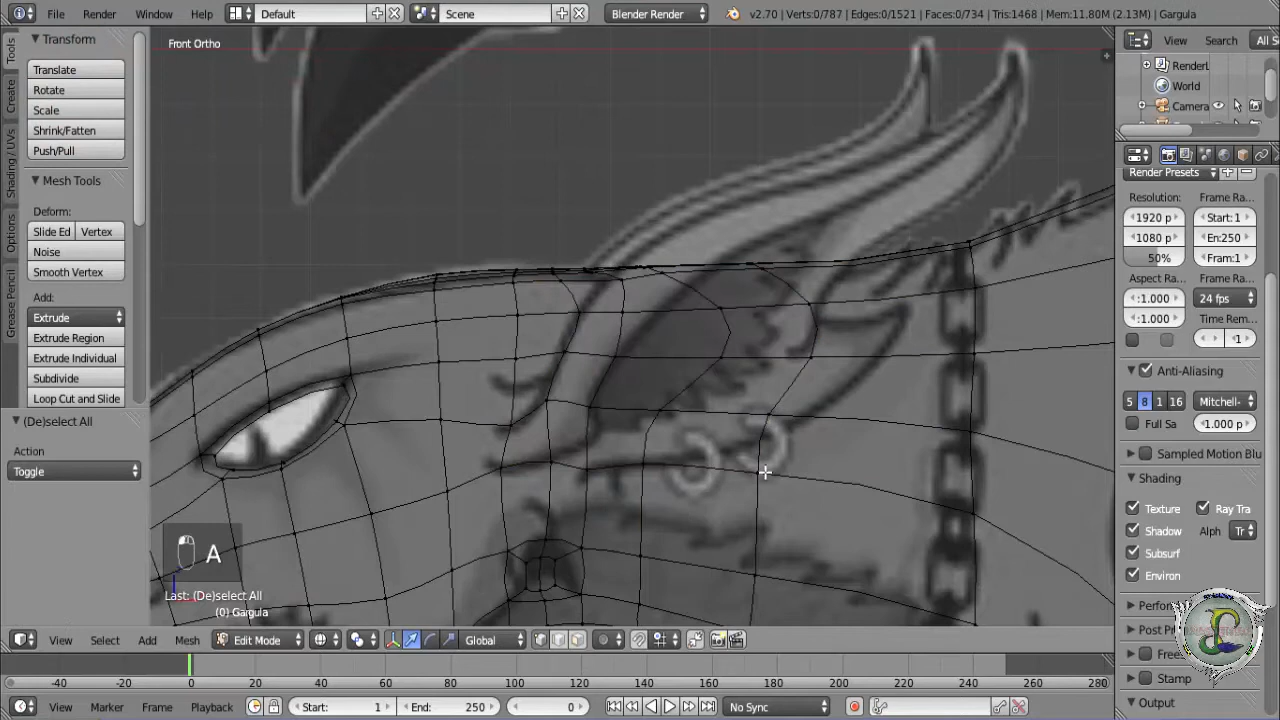 File Render Window Help Default Scene Blender Render v2.70 | Verts:0/787 | Edges:0/1521 | Faces:0/734 | Tris:1468 | Mem:11.80M (2.13M) | Gargula
Tools
Create
Shading / UVs
Options
Grease Pencil
Transform
Translate
Rotate
Scale
Shrink/Fatten
Push/Pull
Mesh Tools
Deform:
Slide Ed Vertex
Noise
Smooth Vertex
Add:
Extrude
Extrude Region
Extrude Individual
Subdivide
Loop Cut and Slide
(De)select All
Action
Toggle
Front Ortho
A
Last: (De)select All
(0) Gargula
View Select Add Mesh Edit Mode Global
-40 -20 0 20 40 60 80 100 120 140 160 180 200 220 240 260 280
View Marker Frame Playback Start: 1 End: 250 0 No Sync
View Search All S
RenderL
World
Camera
Render Presets
Resolution: Frame Ra...
1920 p Start: 1
1080 p En:250
50% Fram:1
Aspect Ra Frame Ra...
:1.000 24 fps
:1.000 Time Rem...
1
Anti-Aliasing
5 8 1 16 Mitchell-
Full Sa 1.000 p
Sampled Motion Blu
Shading
Texture Ray Tra
Shadow Alph Tr
Subsurf
Environ
Perfor
Post Pr
Free
Stamp
Output